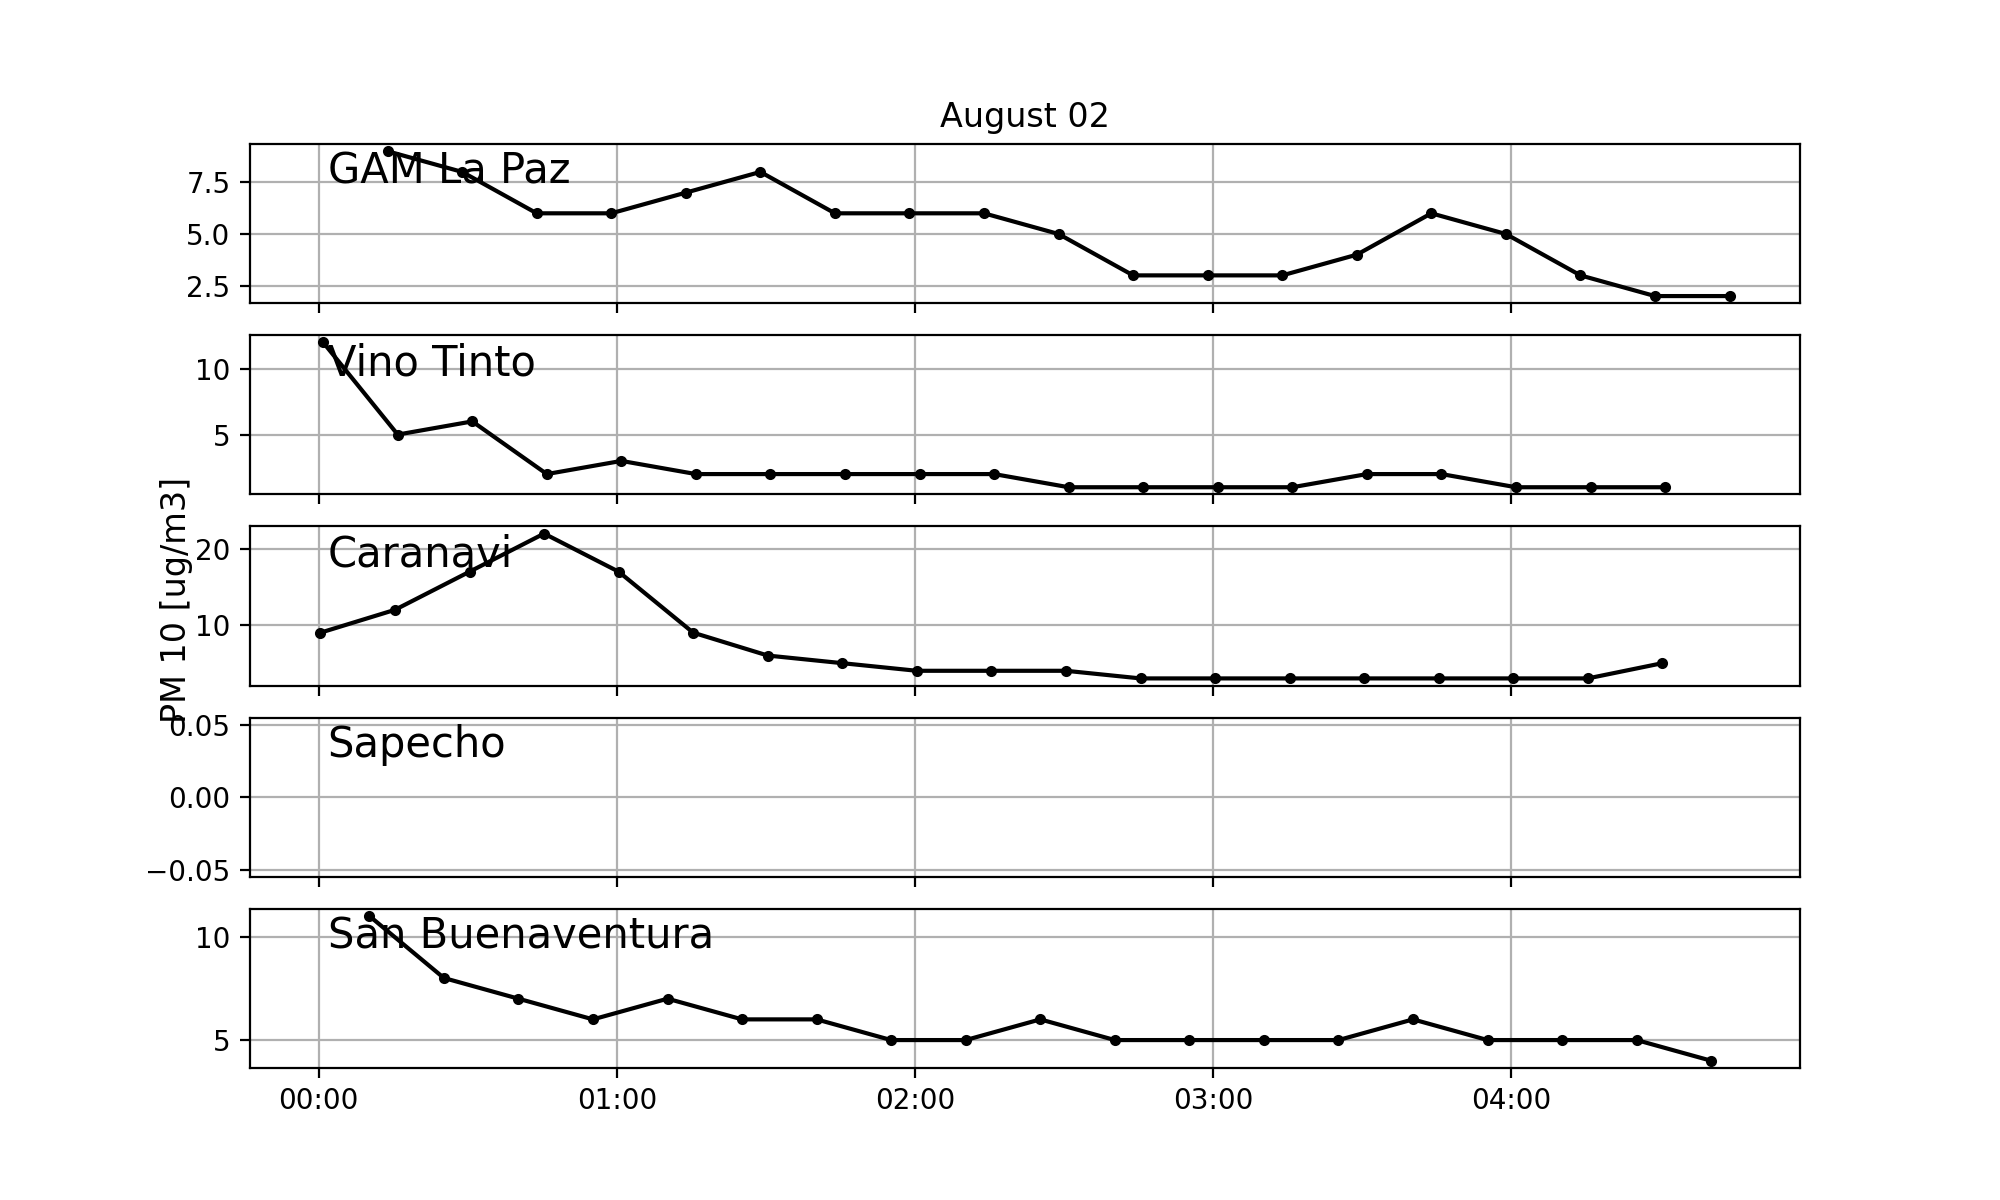 August 02
GAM La Paz
7.5
5.0
2.5
Vino Tinto
10
5
PM 10 [ug/m3]
Caranavi
20
10
Sapecho
0.05
0.00
−0.05
San Buenaventura
10
5
00:00 01:00 02:00 03:00 04:00